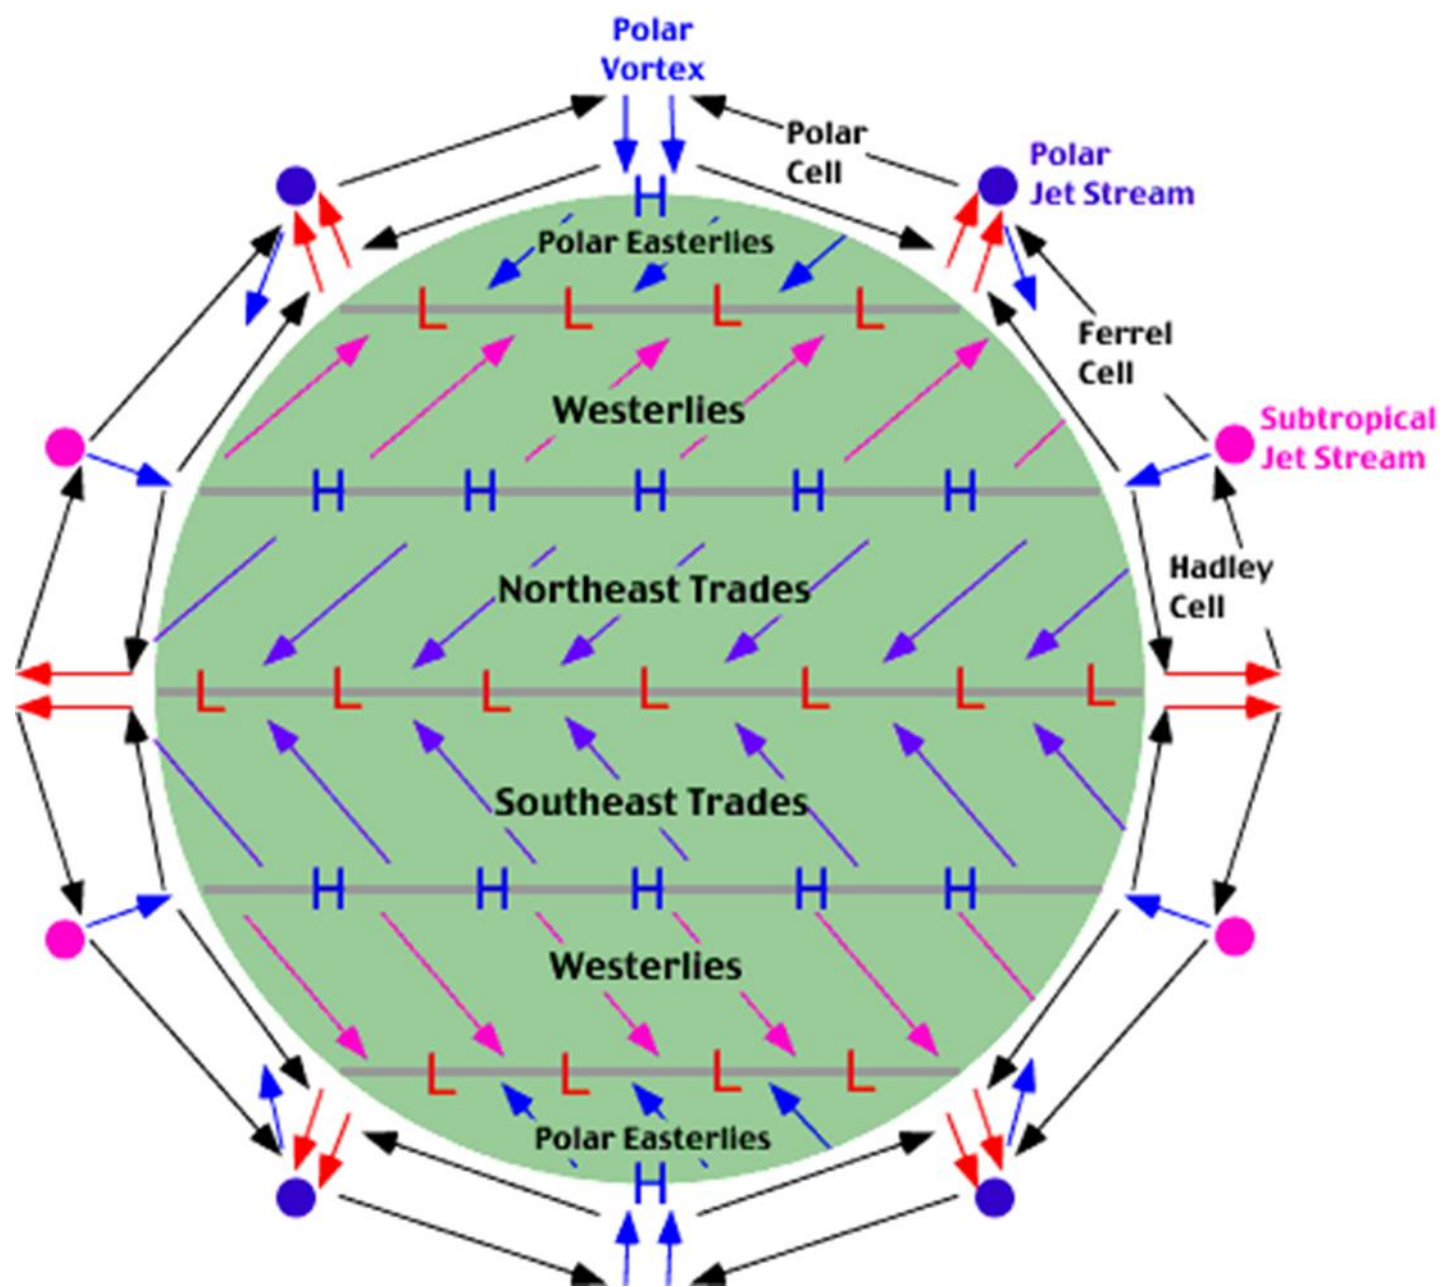 Polar
Vortex
Polar
Cell
Polar
Jet Stream
H
Polar Easterlies
L L L L
Ferrel
Cell
Westerlies
Subtropical
Jet Stream
H H H H H
Hadley
Cell
Northeast Trades
L L L L L L L
Southeast Trades
H H H H H
Westerlies
L L L L
Polar Easterlies
H